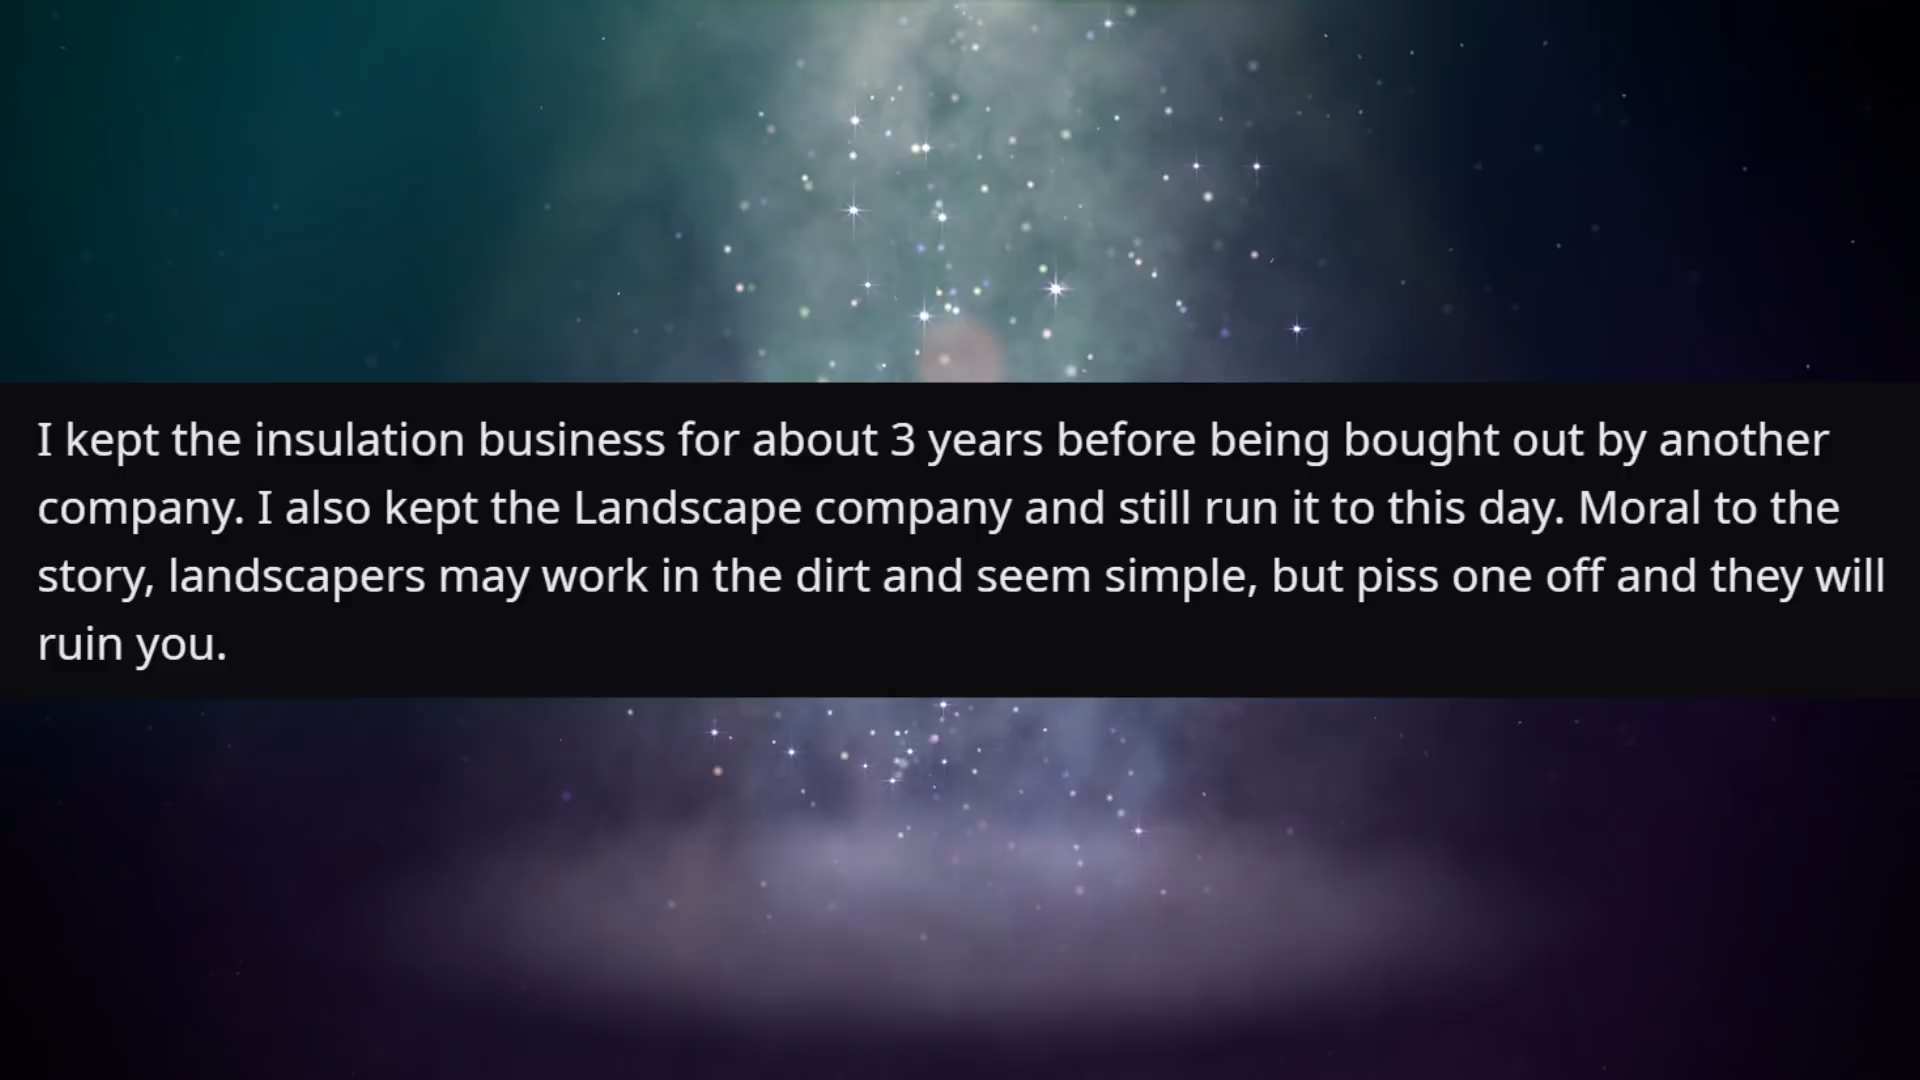 I kept the insulation business for about 3 years before being bought out by another
company. I also kept the Landscape company and still run it to this day. Moral to the
story, landscapers may work in the dirt and seem simple, but piss one off and they will
ruin you.